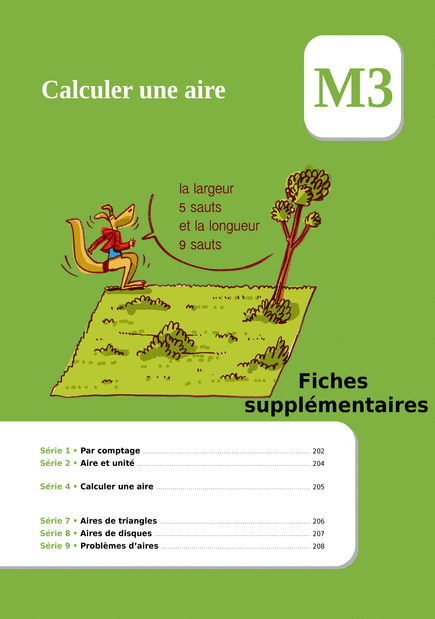 Calculer une aire
M3
la largeur
5 sauts
et la longueur
9 sauts
Fiches
supplémentaires
Série 1 • Par comptage ........ 202
Série 2 • Aire et unité ........ 204
Série 4 • Calculer une aire ........ 205
Série 7 • Aires de triangles ........ 206
Série 8 • Aires de disques ........ 207
Série 9 • Problèmes d'aires ........ 208